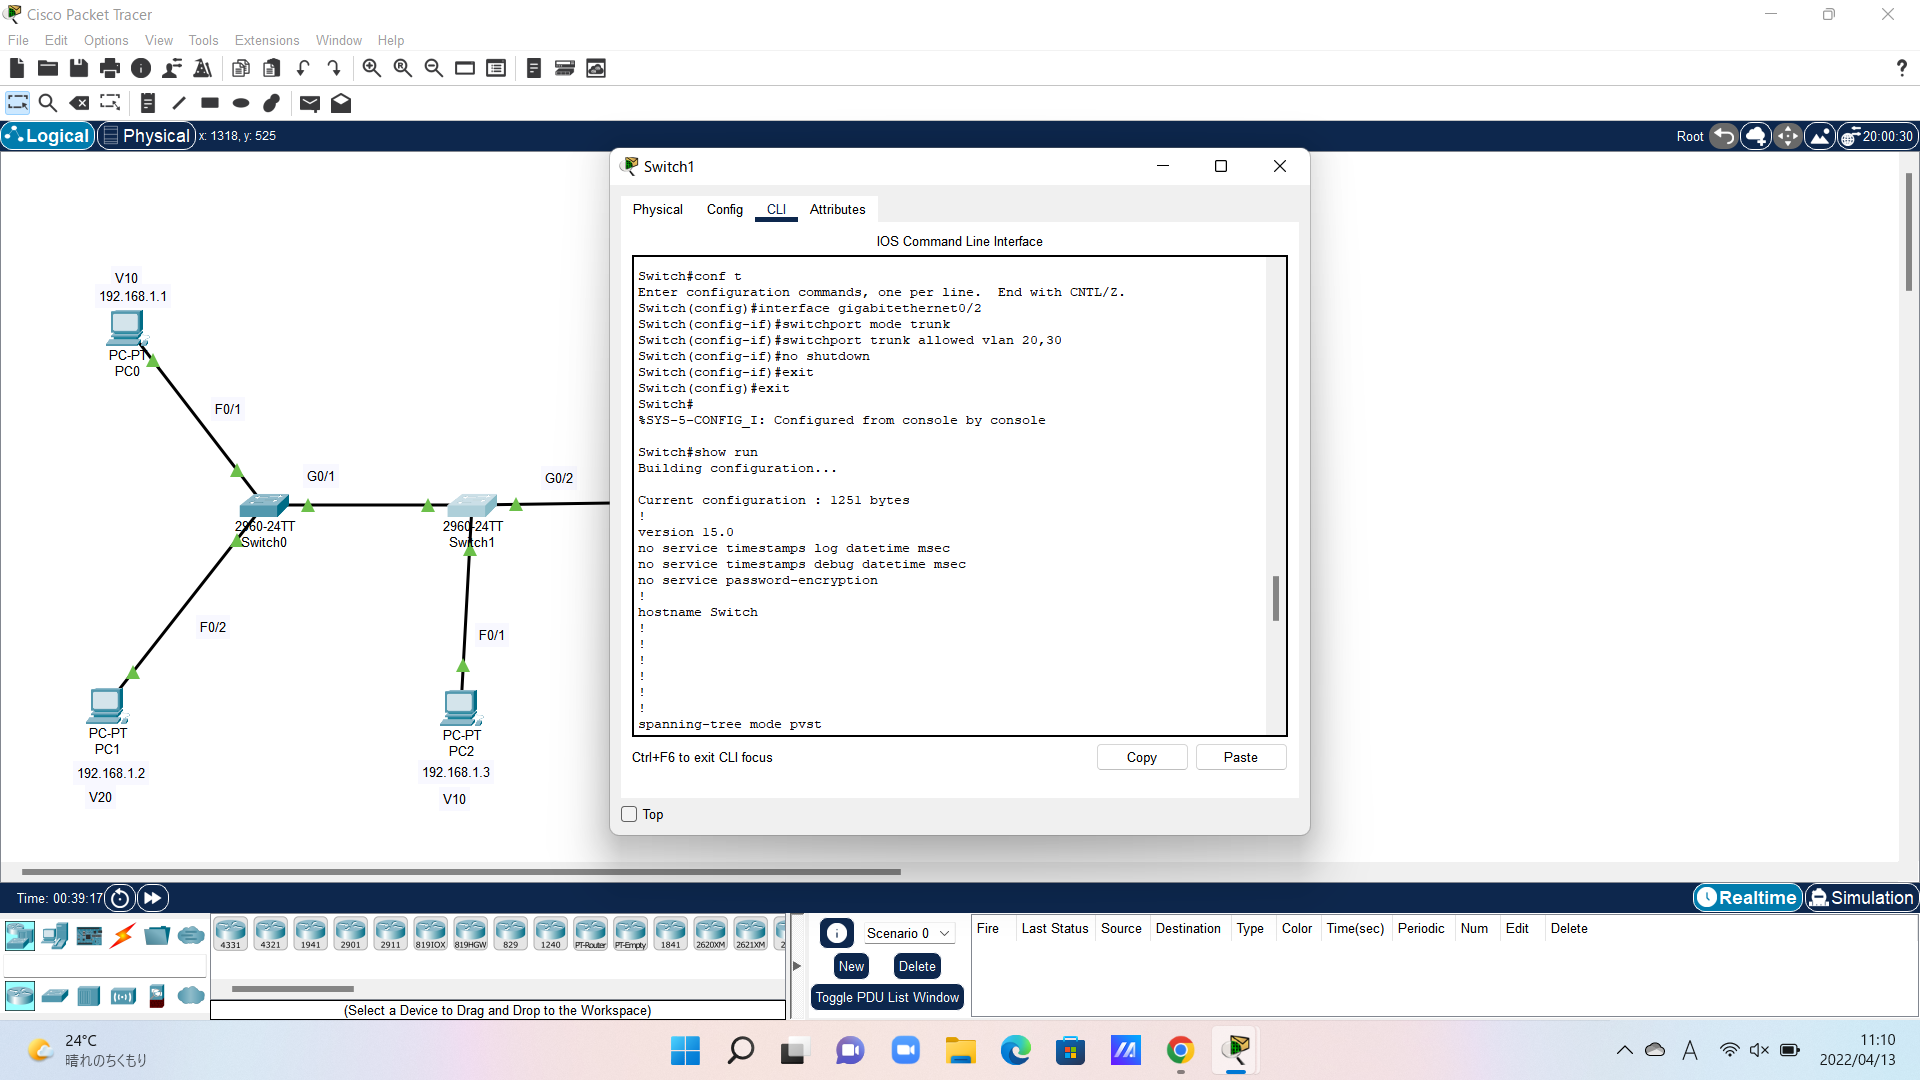 Cisco Packet Tracer
File Edit Options View Tools Extensions Window Help
Logical Physical x: 1318, y: 525
Root 20:00:30
V10
192.168.1.1
PC-PT
PC0
F0/1
G0/1
G0/2
2960-24TT
Switch0
2960-24TT
Switch1
F0/2
F0/1
PC-PT
PC1
192.168.1.2
V20
PC-PT
PC2
192.168.1.3
V10
Switch1
Physical Config CLI Attributes
IOS Command Line Interface
Switch#conf t
Enter configuration commands, one per line.  End with CNTL/Z.
Switch(config)#interface gigabitethernet0/2
Switch(config-if)#switchport mode trunk
Switch(config-if)#switchport trunk allowed vlan 20,30
Switch(config-if)#no shutdown
Switch(config-if)#exit
Switch(config)#exit
Switch#
%SYS-5-CONFIG_I: Configured from console by console
Switch#show run
Building configuration...
Current configuration : 1251 bytes
!
version 15.0
no service timestamps log datetime msec
no service timestamps debug datetime msec
no service password-encryption
!
hostname Switch
!
!
!
!
!
!
spanning-tree mode pvst
Ctrl+F6 to exit CLI focus
Copy Paste
Top
Time: 00:39:17
Realtime Simulation
4331 4321 1941 2901 2911 819IOX 819HGW 829 1240 PT-Router PT-Empty 1841 2620XM 2621XM 2
(Select a Device to Drag and Drop to the Workspace)
Scenario 0
New Delete
Toggle PDU List Window
Fire Last Status Source Destination Type Color Time(sec) Periodic Num Edit Delete
24°C
晴れのちくもり
A
11:10
2022/04/13